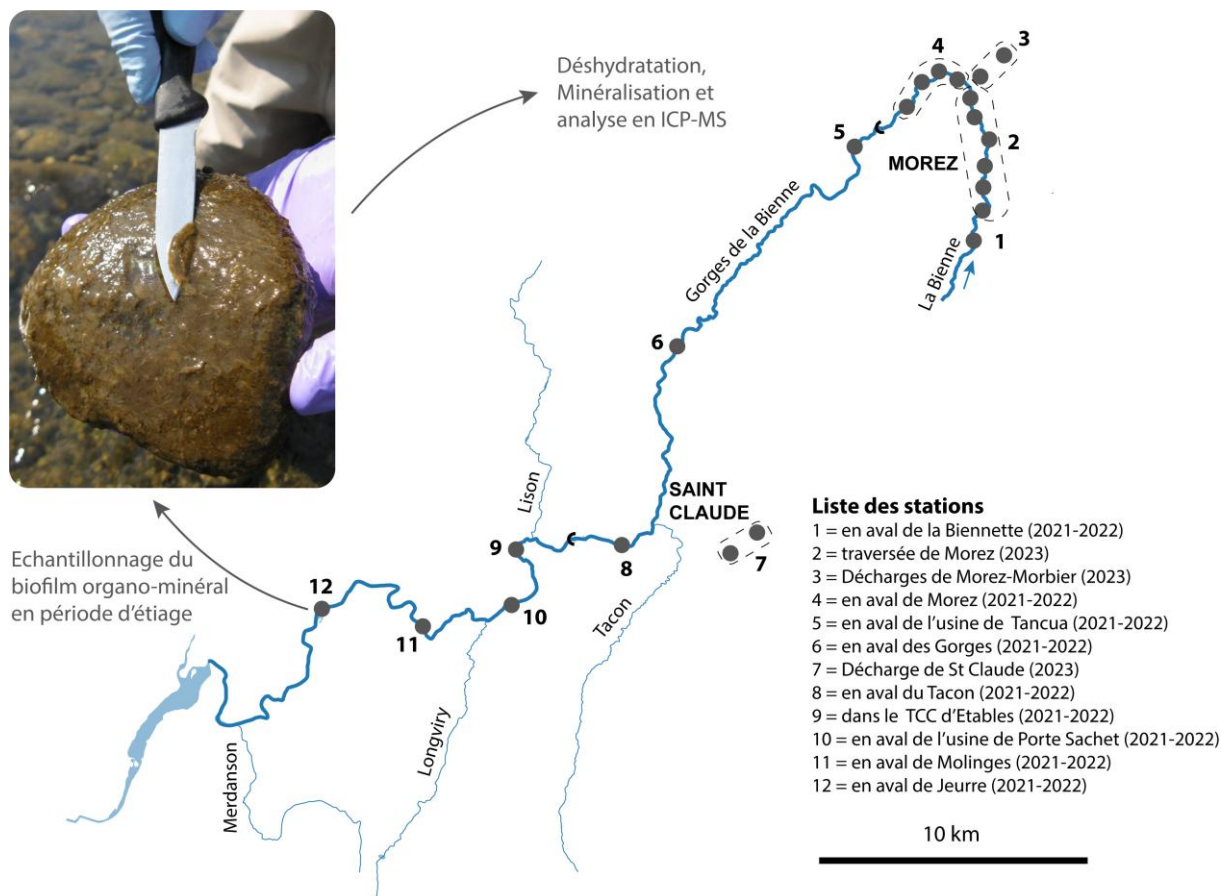 Déshydratation,
Minéralisation et
analyse en ICP-MS
3
4
5
MOREZ
2
1
La Bienne
Gorges de la Bienne
6
Lison
SAINT
CLAUDE
7
8
9
10
Tacon
Echantillonnage du
biofilm organo-minéral
en période d'étiage
12
11
Longviry
Merdanson
Liste des stations
1 = en aval de la Biennette (2021-2022)
2 = traversée de Morez (2023)
3 = Décharges de Morez-Morbier (2023)
4 = en aval de Morez (2021-2022)
5 = en aval de l'usine de Tancua (2021-2022)
6 = en aval des Gorges (2021-2022)
7 = Décharge de St Claude (2023)
8 = en aval du Tacon (2021-2022)
9 = dans le TCC d'Etables (2021-2022)
10 = en aval de l'usine de Porte Sachet (2021-2022)
11 = en aval de Molinges (2021-2022)
12 = en aval de Jeurre (2021-2022)
10 km